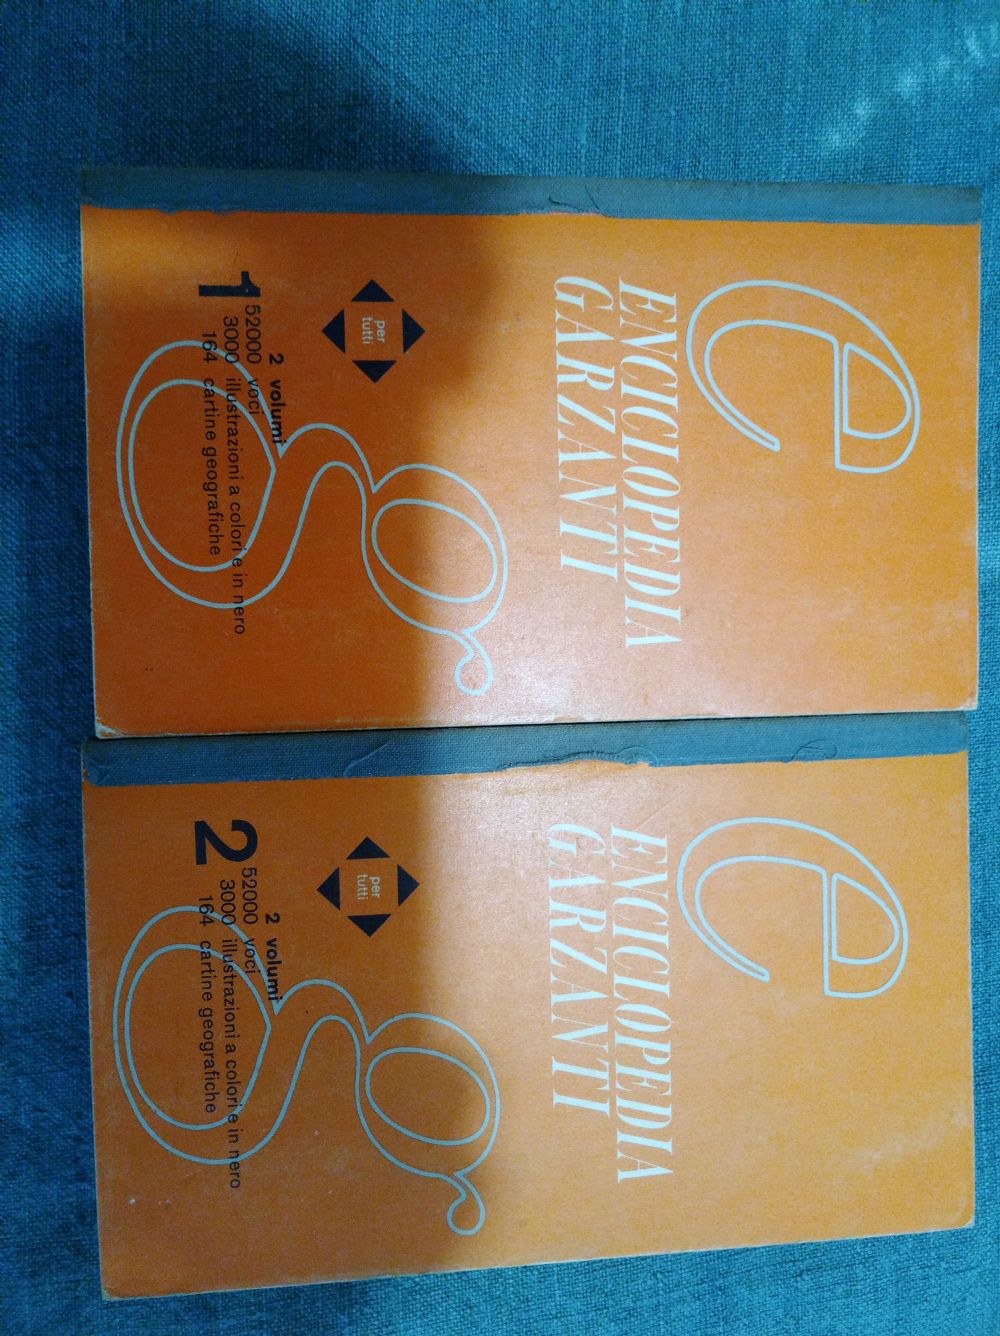 e
ENCICLOPEDIA
GARZANTI
per
tutti
g
2 volumi
52000 voci
3000 illustrazioni a colori e in nero
164 cartine geografiche
1
e
ENCICLOPEDIA
GARZANTI
per
tutti
g
2 volumi
52000 voci
3000 illustrazioni a colori e in nero
164 cartine geografiche
2